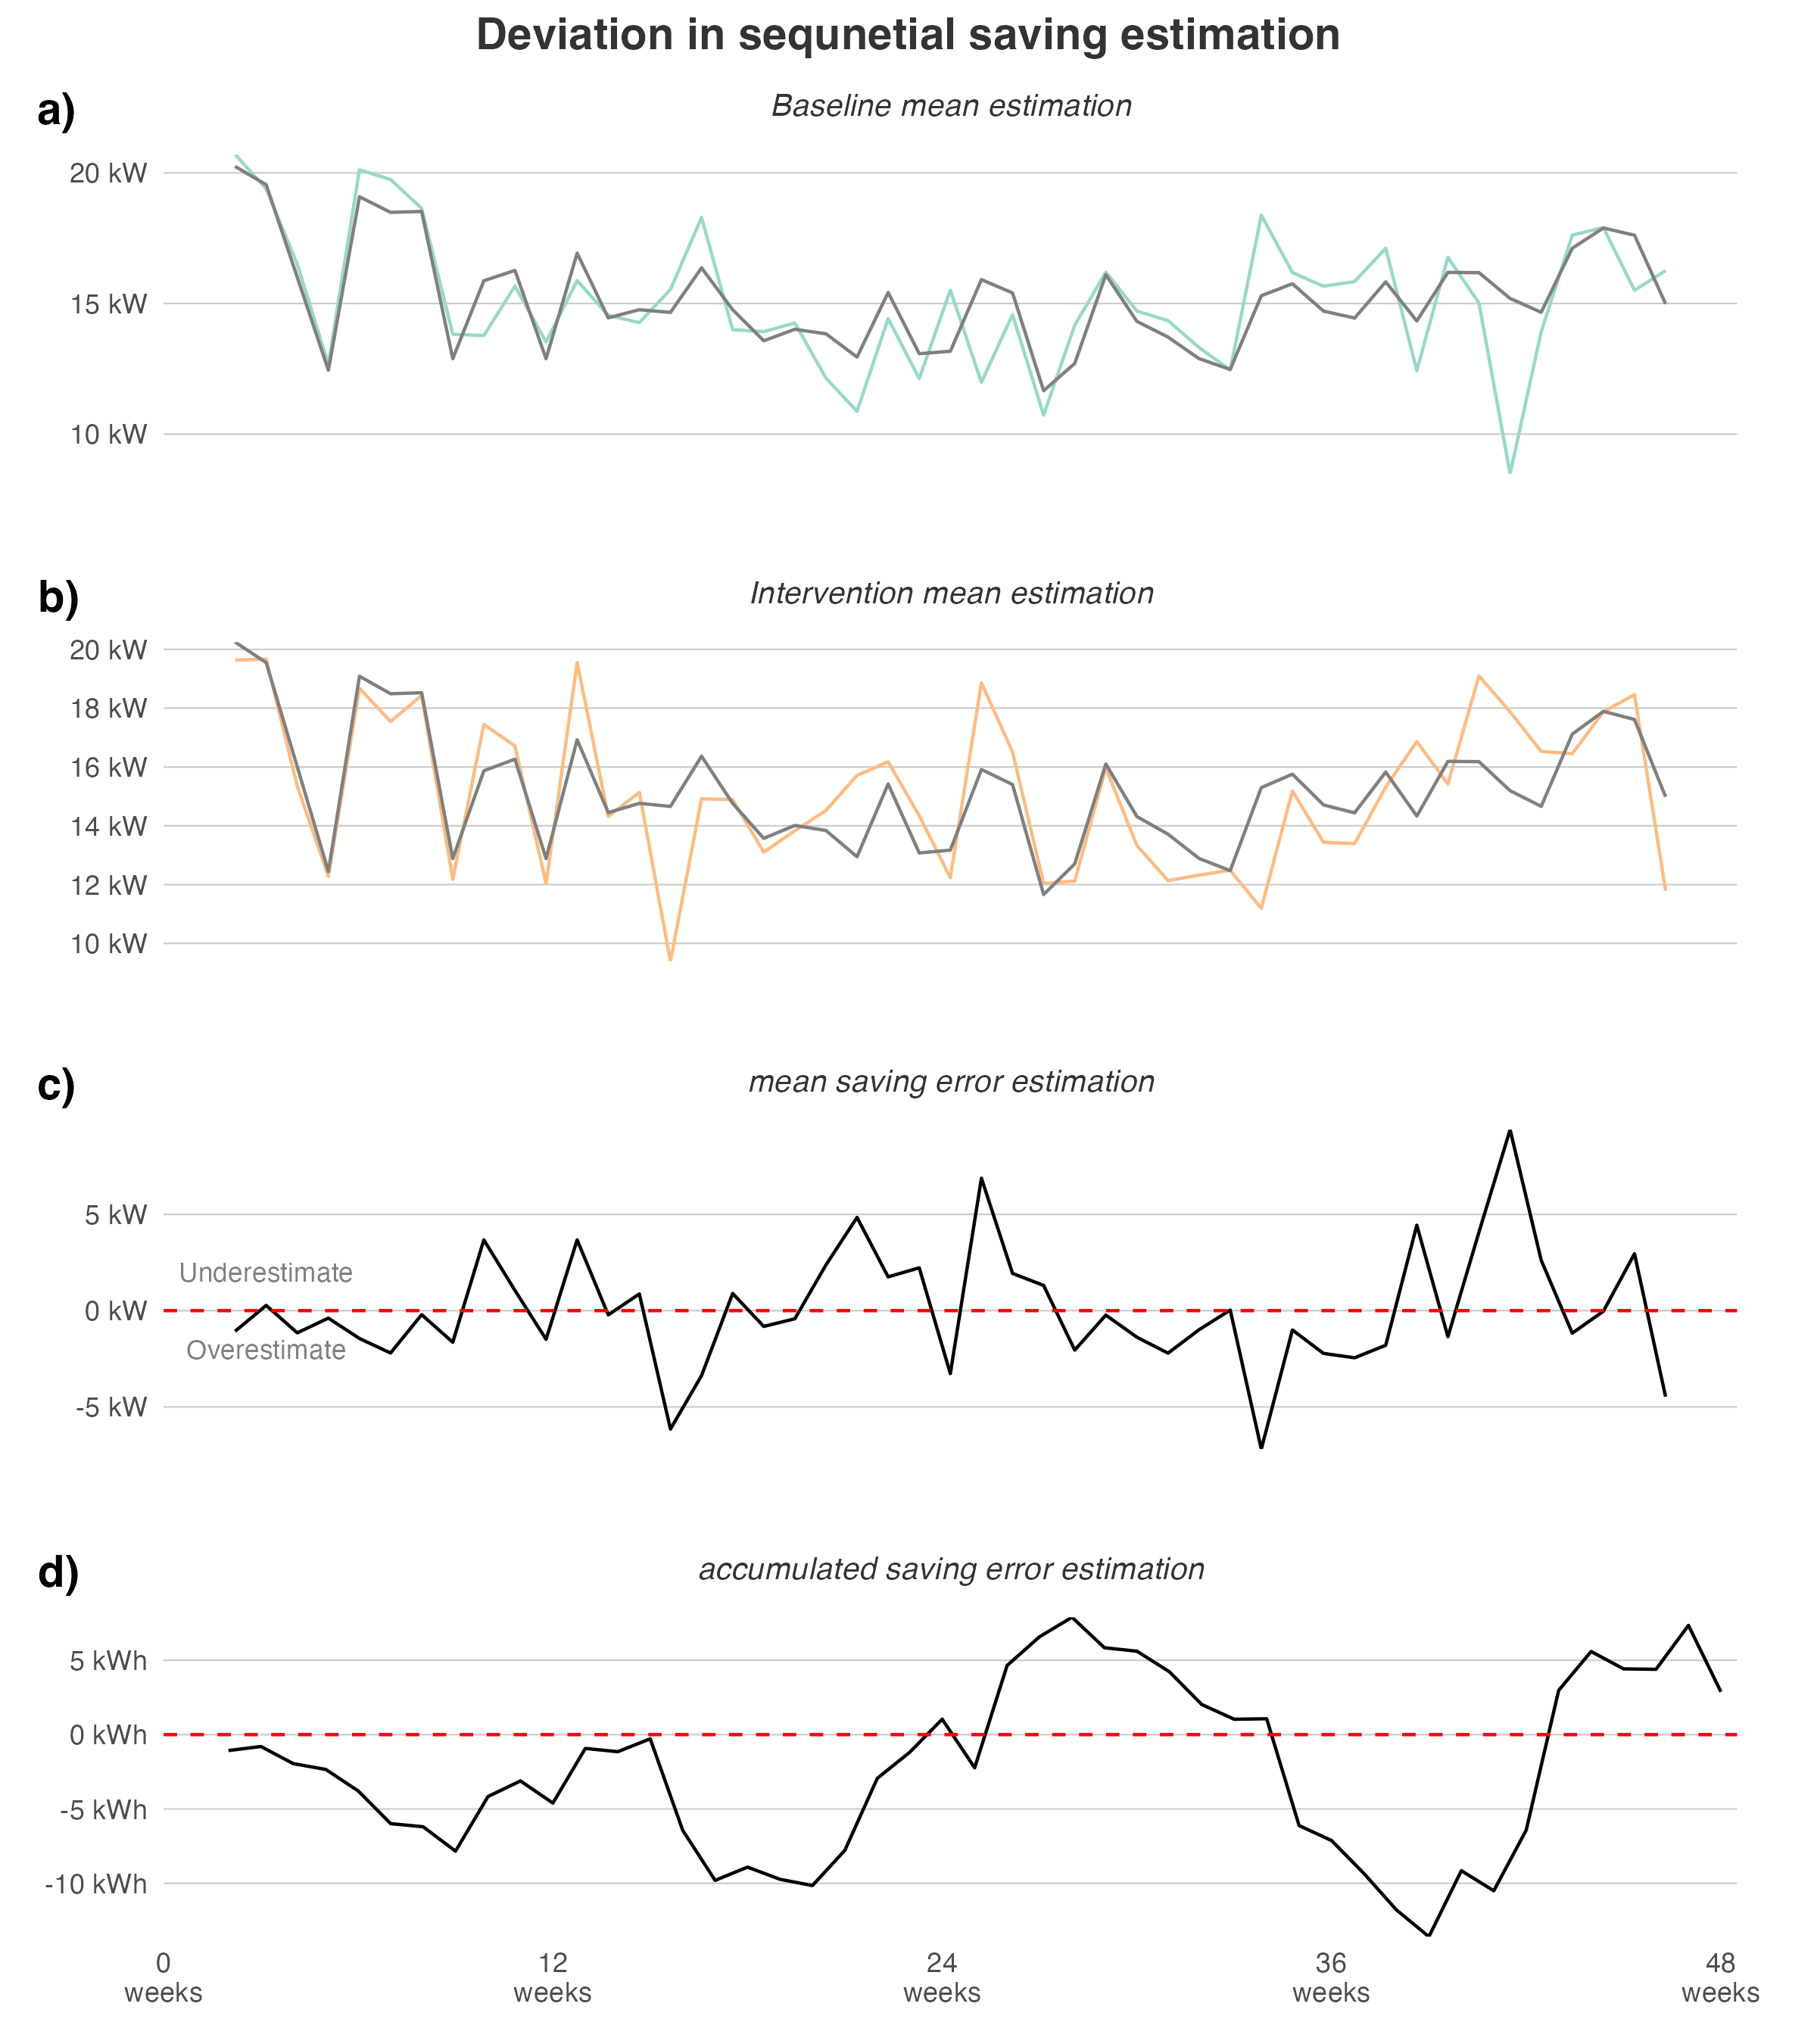 Deviation in sequnetial saving estimation
a)
Baseline mean estimation
20 kW
15 kW
10 kW
b)
Intervention mean estimation
20 kW
18 kW
16 kW
14 kW
12 kW
10 kW
c)
mean saving error estimation
5 kW
Underestimate
0 kW
Overestimate
-5 kW
d)
accumulated saving error estimation
5 kWh
0 kWh
-5 kWh
-10 kWh
0 12 24 36 48
weeks weeks weeks weeks weeks